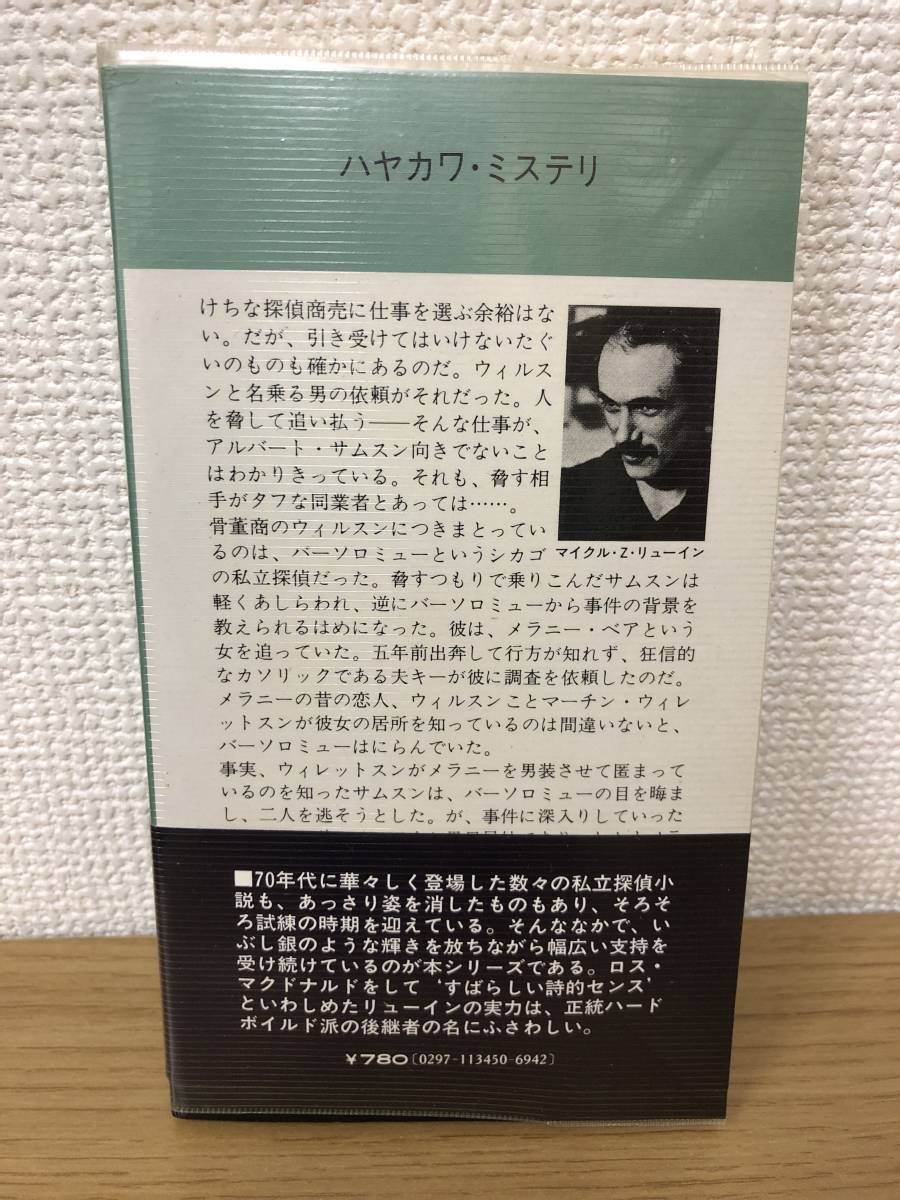 ハヤカワ・ミステリ
けちな探偵商売に仕事を選ぶ余裕はな
い。だが、引き受けてはいけないたぐ
いのものも確かにあるのだ。ウィルス
ンと名乗る男の依頼がそれだった。人
を脅して追い払う――そんな仕事が、
アルバート・サムスン向きでないこと
はわかりきっている。それも、脅す相
手がタフな同業者とあっては……。
骨董商のウィルスンにつきまとってい
るのは、バーソロミューというシカゴ
マイクル・Z・リューイン
の私立探偵だった。脅すつもりで乗りこんだサムスンは
軽くあしらわれ、逆にバーソロミューから事件の背景を
教えられるはめになった。彼は、メラニー・ベアという
女を追っていた。五年前出奔して行方が知れず、狂信的
なカソリックである夫キーが彼に調査を依頼したのだ。
メラニーの昔の恋人、ウィルスンことマーチン・ウィレ
ットスンが彼女の居所を知っているのは間違いないと、
バーソロミューはにらんでいた。
事実、ウィレットスンがメラニーを男装させて匿まって
いるのを知ったサムスンは、バーソロミューの目を晦ま
し、二人を逃そうとした。が、事件に深入りしていった
■70年代に華々しく登場した数々の私立探偵小
説も、あっさり姿を消したものもあり、そろそ
ろ試練の時期を迎えている。そんななかで、い
ぶし銀のような輝きを放ちながら幅広い支持を
受け続けているのが本シリーズである。ロス・
マクドナルドをして‘すばらしい詩的センス’
といわしめたリューインの実力は、正統ハード
ボイルド派の後継者の名にふさわしい。
¥780〔0297-113450-6942〕